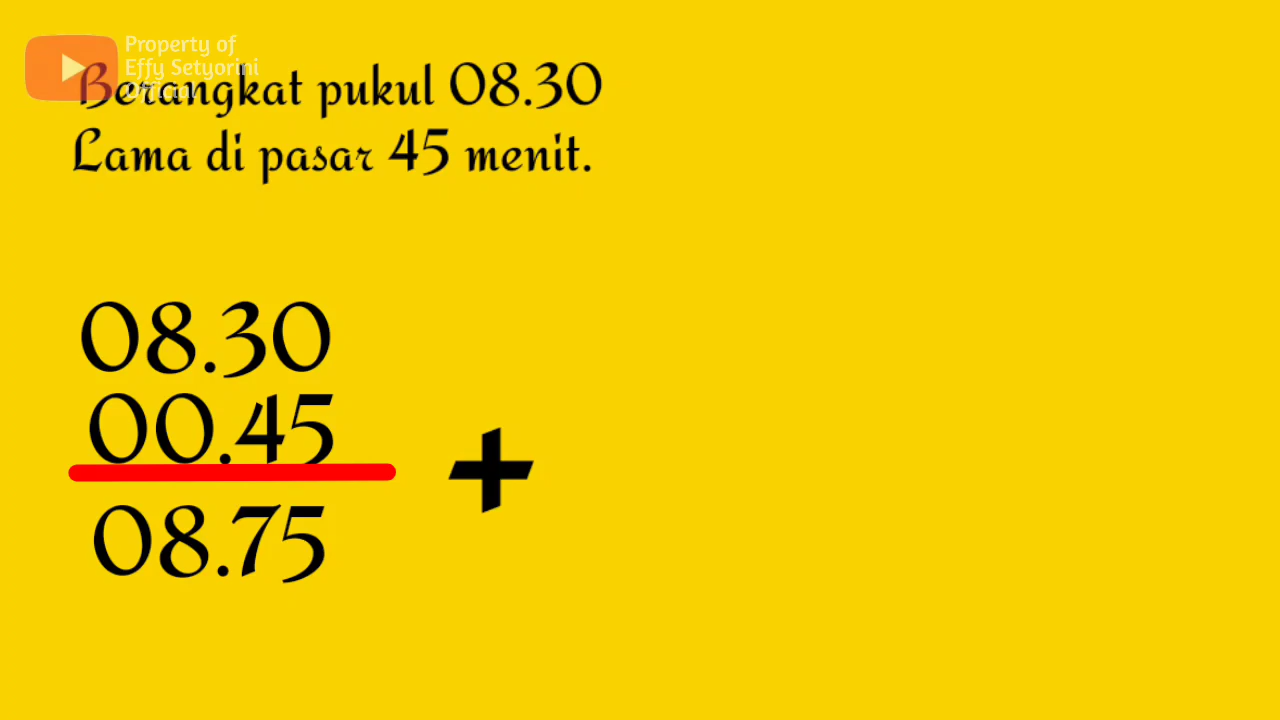 Property of
Effy Setyorini
Official
Berangkat pukul 08.30
Lama di pasar 45 menit.
08.30
00.45
+
08.75